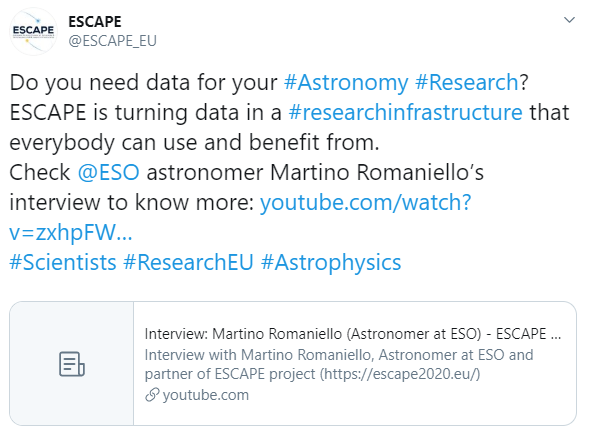 ESCAPE
ESCAPE
@ESCAPE_EU
Do you need data for your #Astronomy #Research?
ESCAPE is turning data in a #researchinfrastructure that
everybody can use and benefit from.
Check @ESO astronomer Martino Romaniello’s
interview to know more: youtube.com/watch?
v=zxhpFW…
#Scientists #ResearchEU #Astrophysics
Interview: Martino Romaniello (Astronomer at ESO) - ESCAPE ...
Interview with Martino Romaniello, Astronomer at ESO and
partner of ESCAPE project (https://escape2020.eu/)
youtube.com